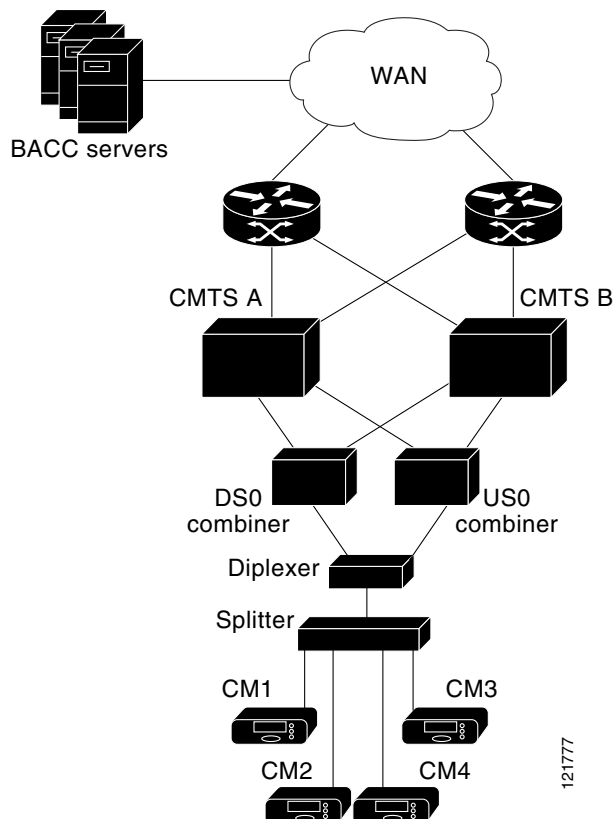 WAN
BACC servers
CMTS A
CMTS B
DS0
combiner
US0
combiner
Diplexer
Splitter
CM1
CM3
CM2
CM4
121777